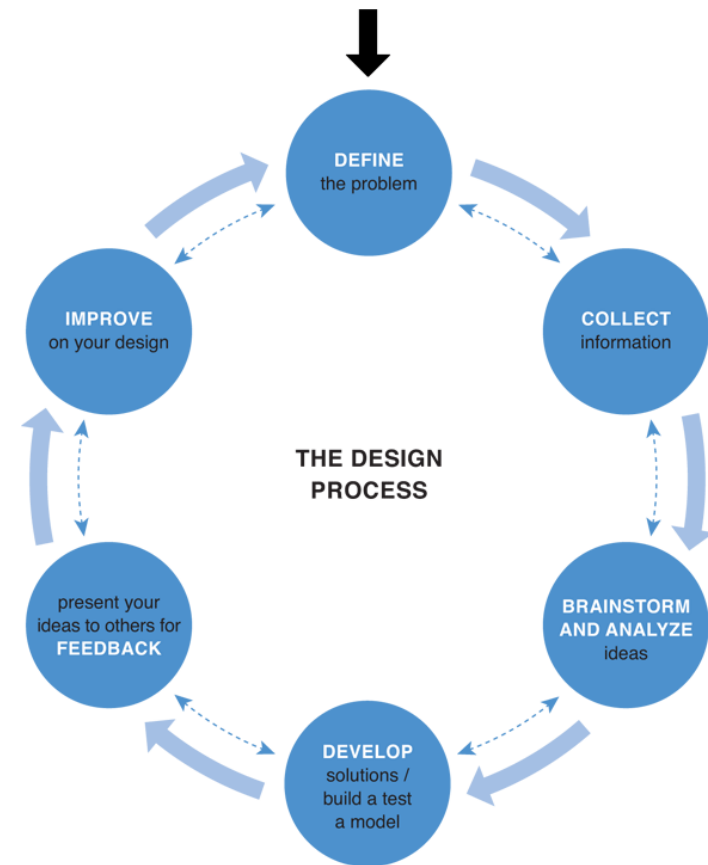 DEFINE
the problem
COLLECT
information
BRAINSTORM
AND ANALYZE
ideas
DEVELOP
solutions /
build a test
a model
present your
ideas to others for
FEEDBACK
IMPROVE
on your design
THE DESIGN
PROCESS